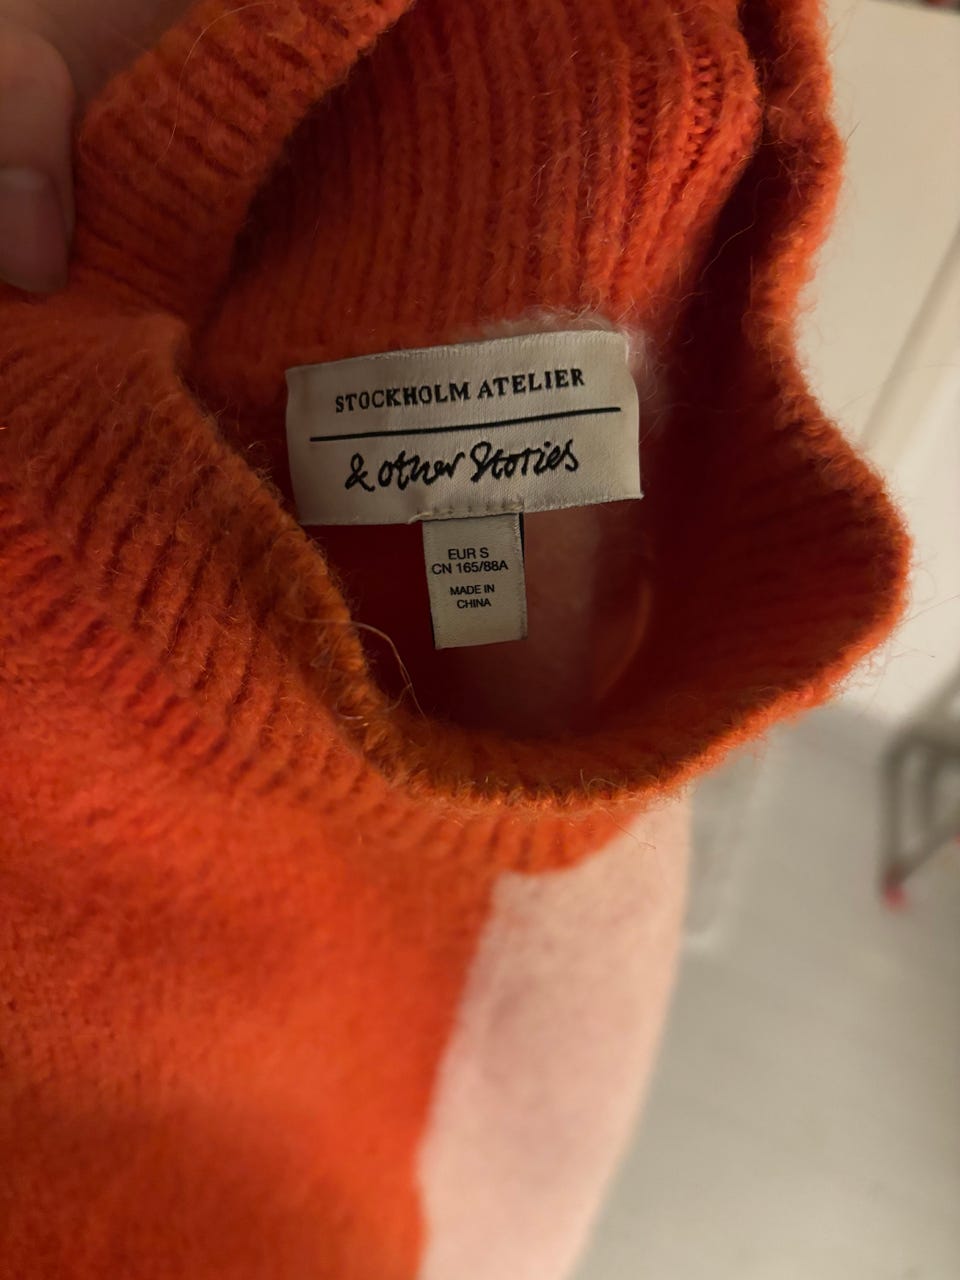 STOCKHOLM ATELIER
& other Stories
EUR S
CN 165/88A
MADE IN
CHINA